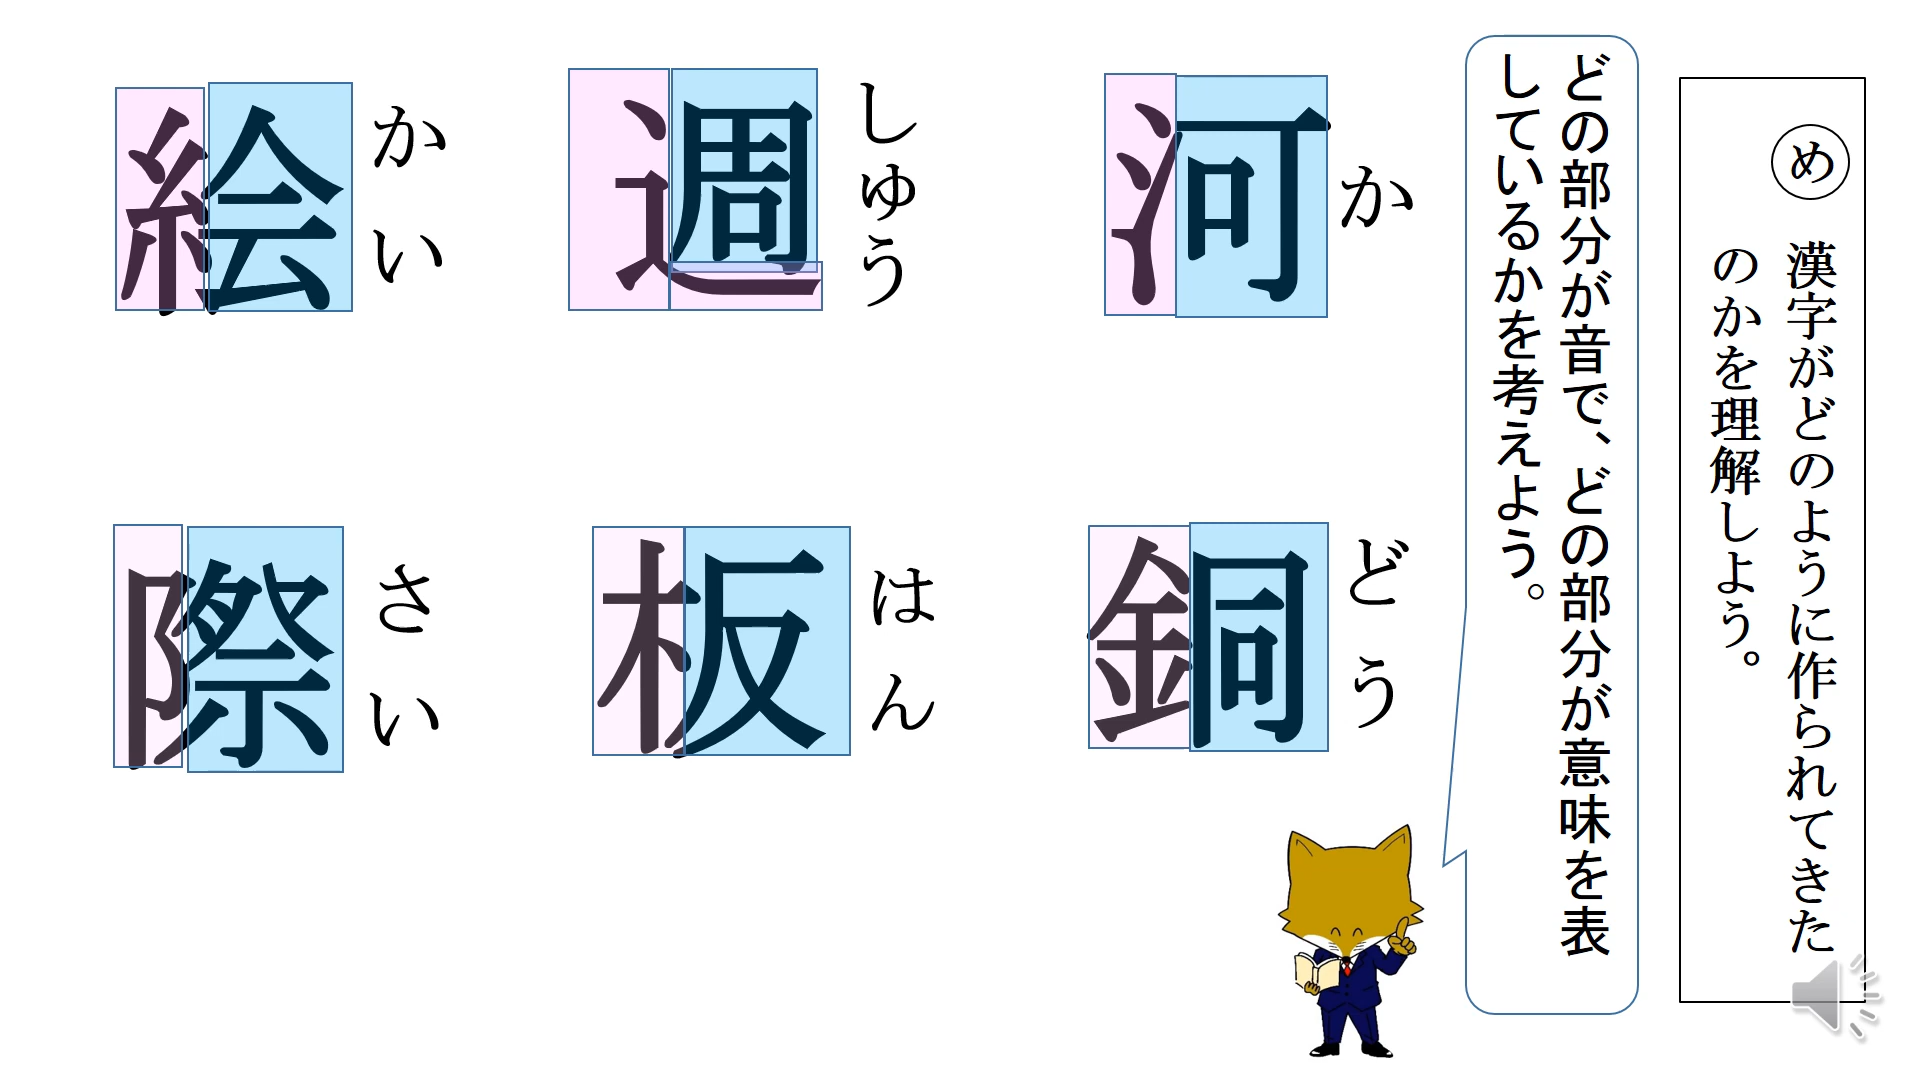 め
漢字がどのように作られてきた
のかを理解しよう。
どの部分が音で、どの部分が意味を表
しているかを考えよう。
河
か
銅
どう
週
しゅう
板
はん
絵
かい
際
さい